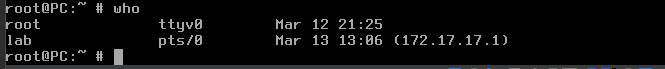 root@PC:~ # who
root             ttyv0        Mar 12 21:25
lab              pts/0        Mar 13 13:06 (172.17.17.1)
root@PC:~ #